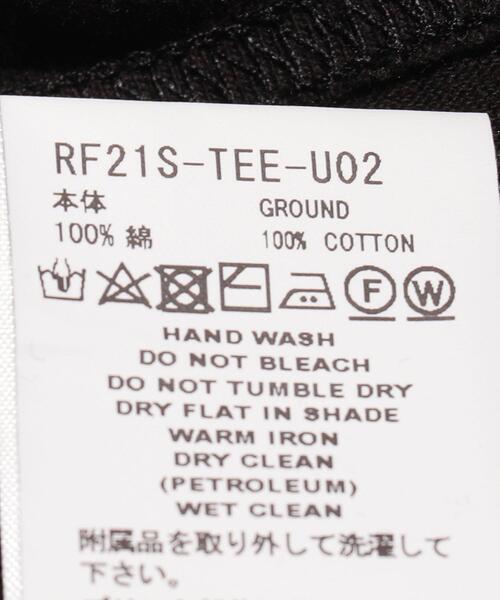 RF21S-TEE-U02
本体 GROUND
100% 綿 100% COTTON
F W
HAND WASH
DO NOT BLEACH
DO NOT TUMBLE DRY
DRY FLAT IN SHADE
WARM IRON
DRY CLEAN
(PETROLEUM)
WET CLEAN
附属品を取り外して洗濯して
下さい。